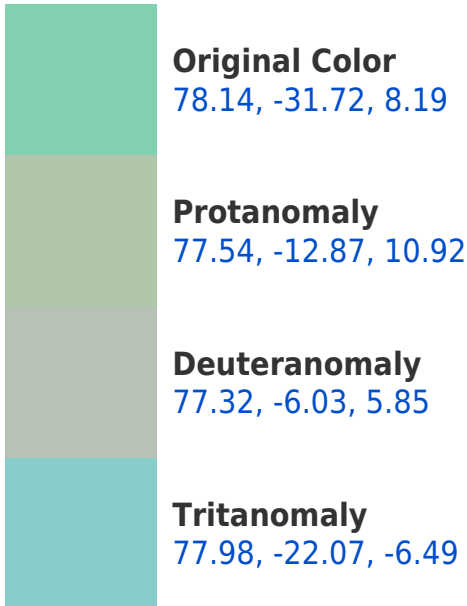 Original Color
78.14, -31.72, 8.19
Protanomaly
77.54, -12.87, 10.92
Deuteranomaly
77.32, -6.03, 5.85
Tritanomaly
77.98, -22.07, -6.49